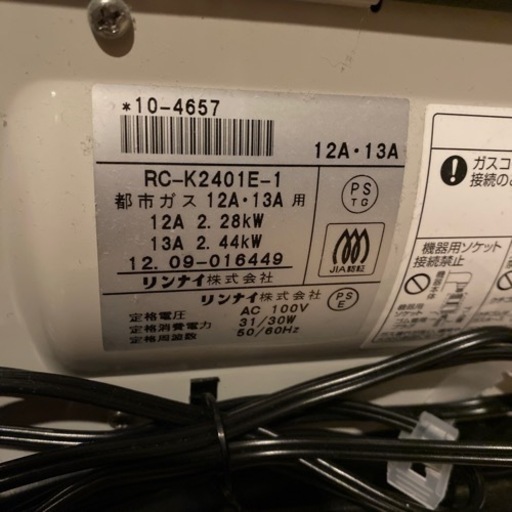 *10-4657
12A・13A
RC-K2401E-1
都市ガス 12A・13A 用
12A 2.28kW
13A 2.44kW
12.09-016449
リンナイ株式会社
PS
TG
JIA認証
リンナイ株式会社
PS
E
定格電圧 AC 100V
定格消費電力 31/30W
定格周波数 50/60Hz
ガスコ
接続の
機器用ソケット
接続禁止